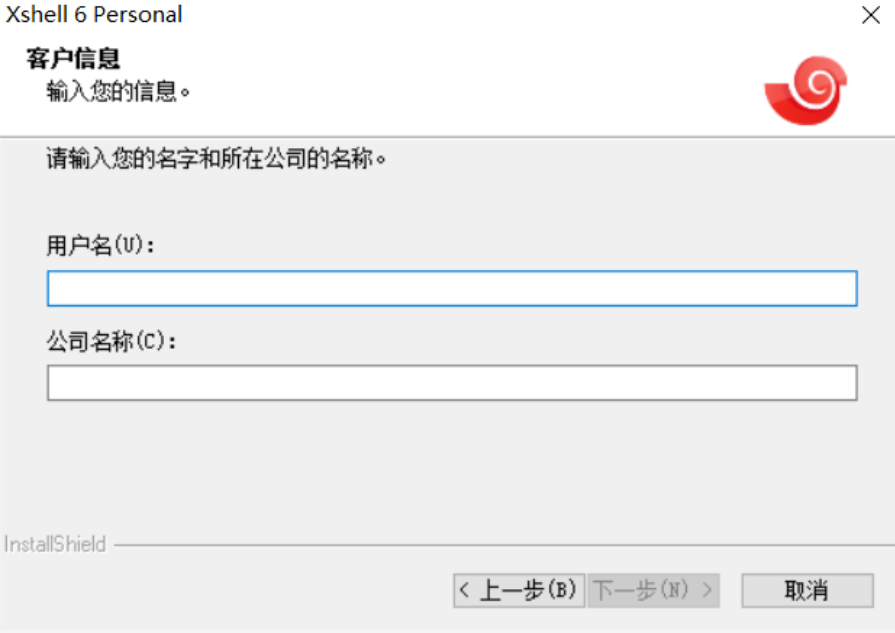 Xshell 6 Personal
客户信息
输入您的信息。
请输入您的名字和所在公司的名称。
用户名(U)：
公司名称(C)：
InstallShield
< 上一步(B)
下一步(N) >
取消